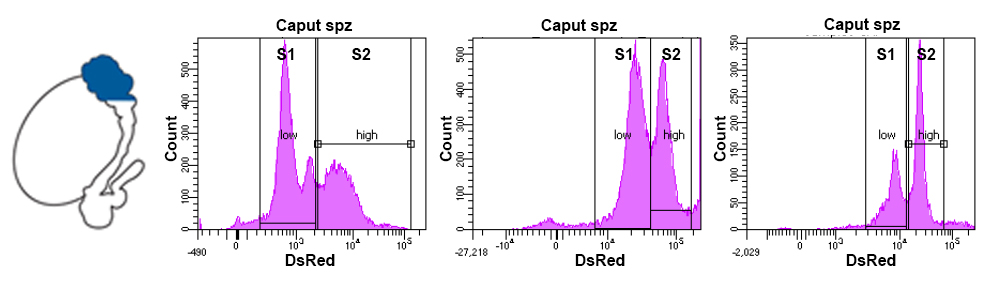 Caput spz
S1 S2
low high
Count
500
400
300
200
100
0
-490 0 10³ 10⁴ 10⁵
DsRed
Caput spz
S1 S2
low high
Count
500
400
300
200
100
0
-27,218 -10⁴ 0 10⁴ 10⁵
DsRed
Caput spz
S1 S2
low high
Count
350
300
250
200
150
100
50
0
-2,029 0 10³ 10⁴ 10⁵
DsRed